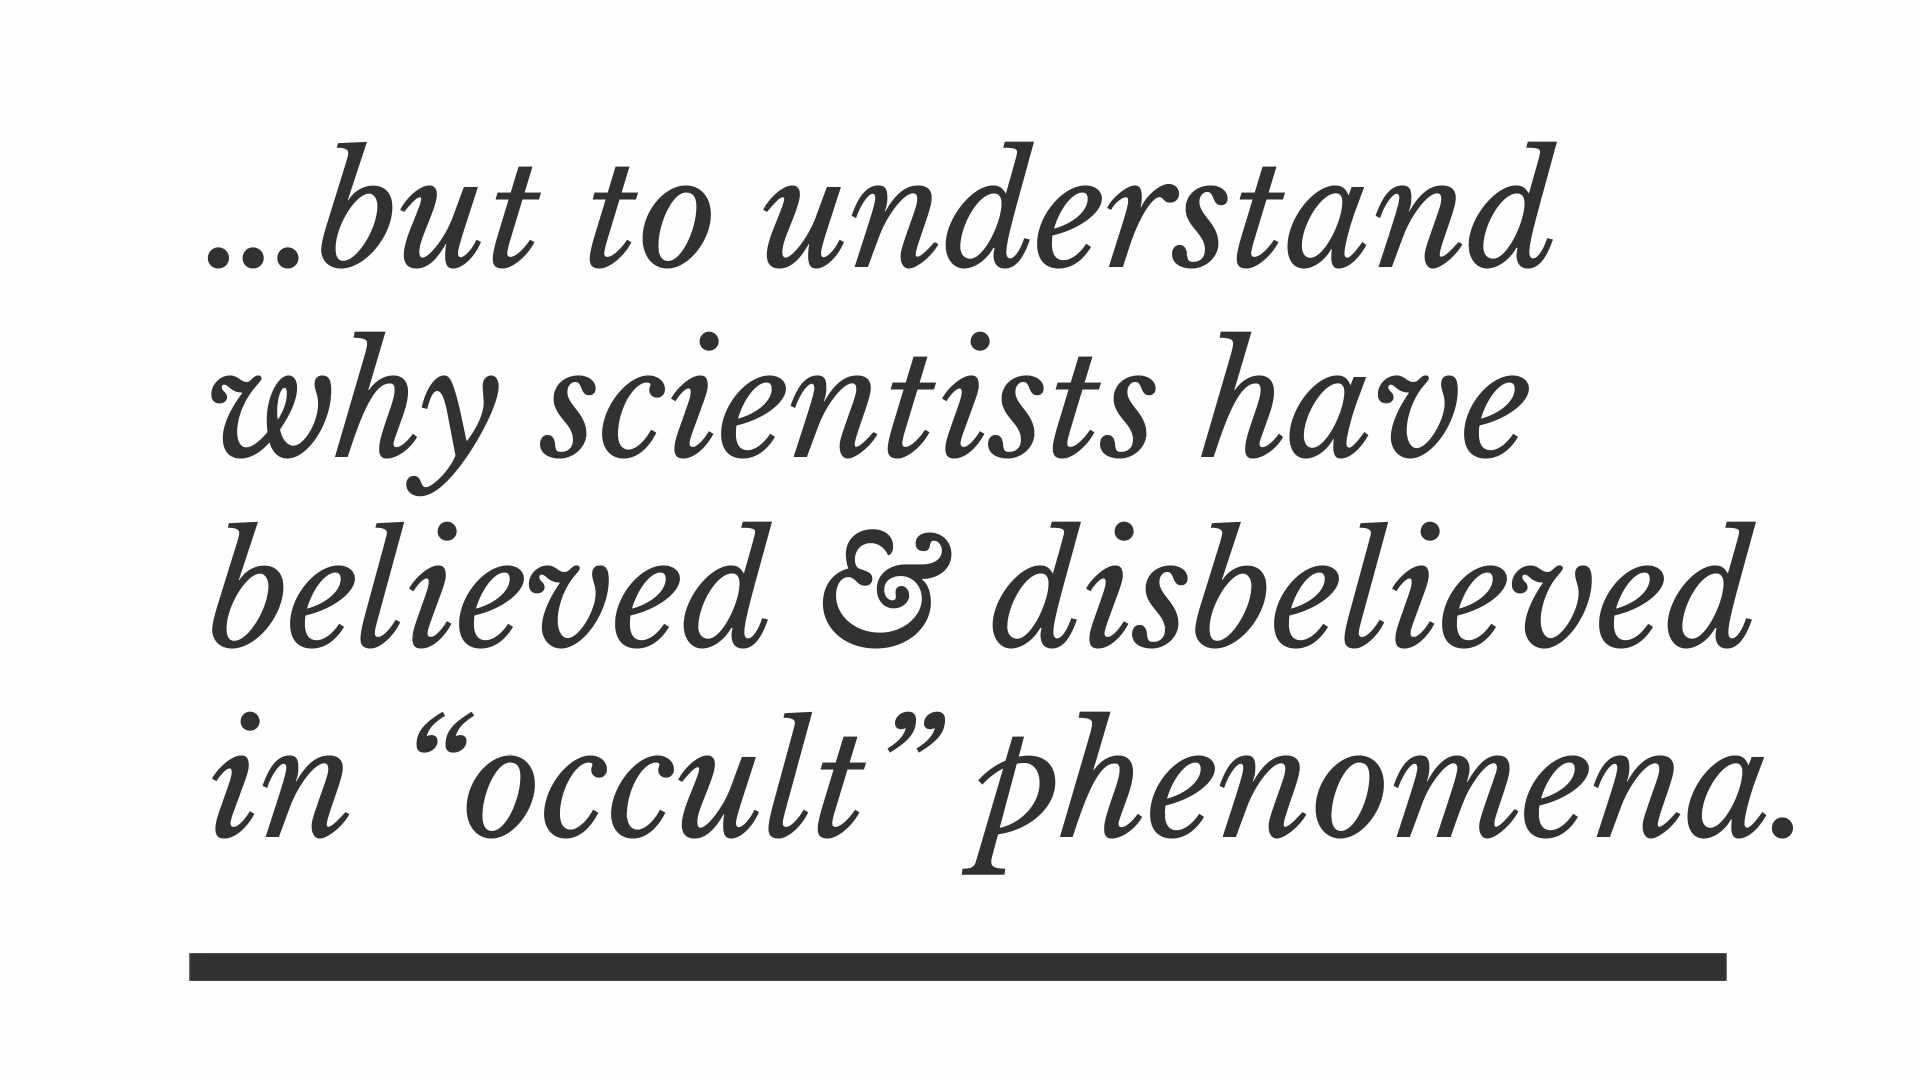 ...but to understand
why scientists have
believed & disbelieved
in “occult” phenomena.